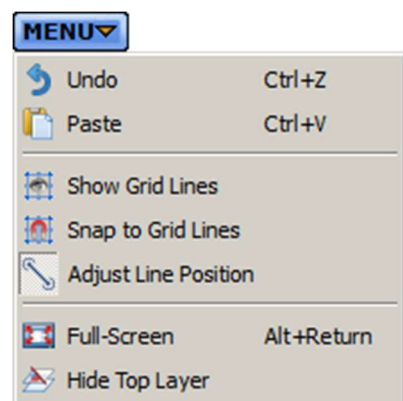 MENU
Undo Ctrl+Z
Paste Ctrl+V
Show Grid Lines
Snap to Grid Lines
Adjust Line Position
Full-Screen Alt+Return
Hide Top Layer